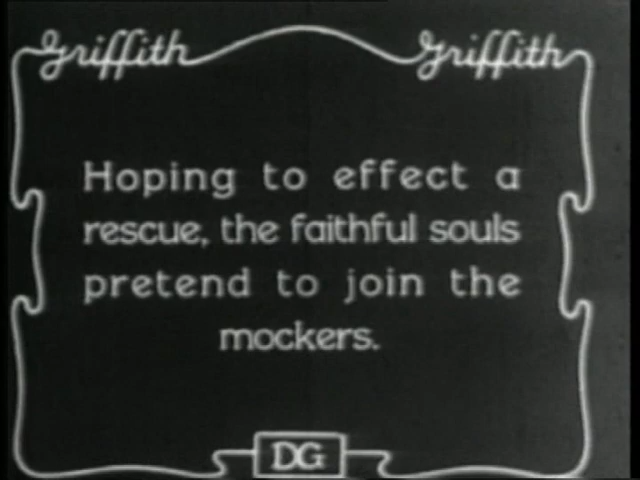 Griffith Griffith
Hoping to effect a
rescue, the faithful souls
pretend to join the
mockers.
DG